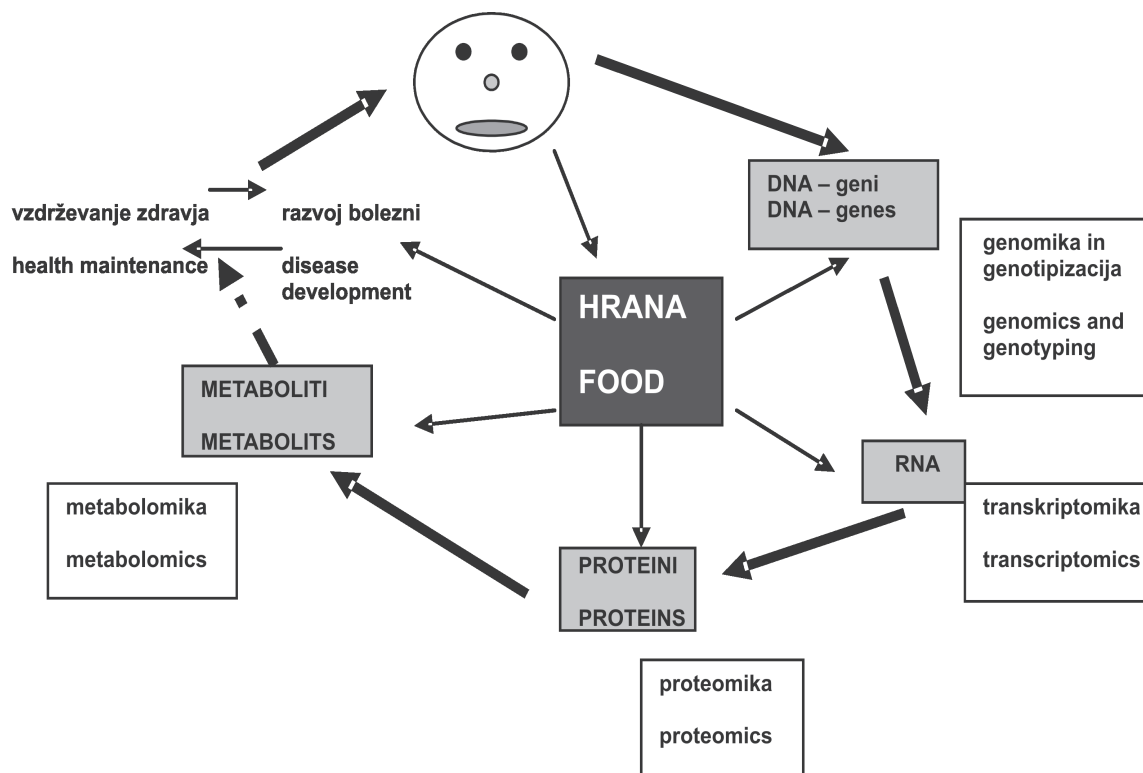 DNA – geni
DNA – genes
vzdrževanje zdravja
razvoj bolezni
health maintenance
disease
development
genomika in
genotipizacija
genomics and
genotyping
HRANA
FOOD
METABOLITI
METABOLITS
RNA
metabolomika
metabolomics
transkriptomika
transcriptomics
PROTEINI
PROTEINS
proteomika
proteomics